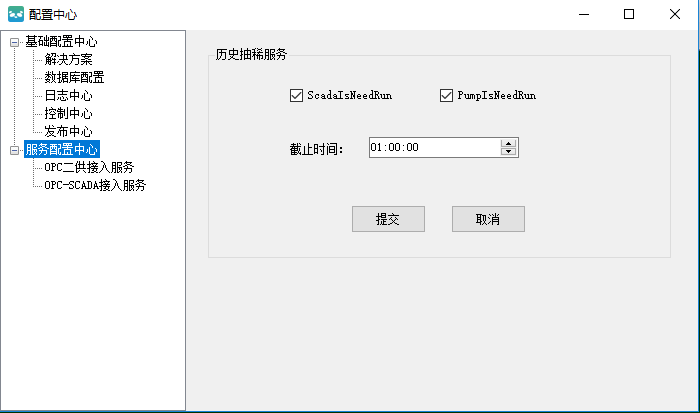 配置中心
基础配置中心
解决方案
数据库配置
日志中心
控制中心
发布中心
服务配置中心
OPC二供接入服务
OPC-SCADA接入服务
历史抽稀服务
ScadaIsNeedRun PumpIsNeedRun
截止时间: 01:00:00
提交 取消